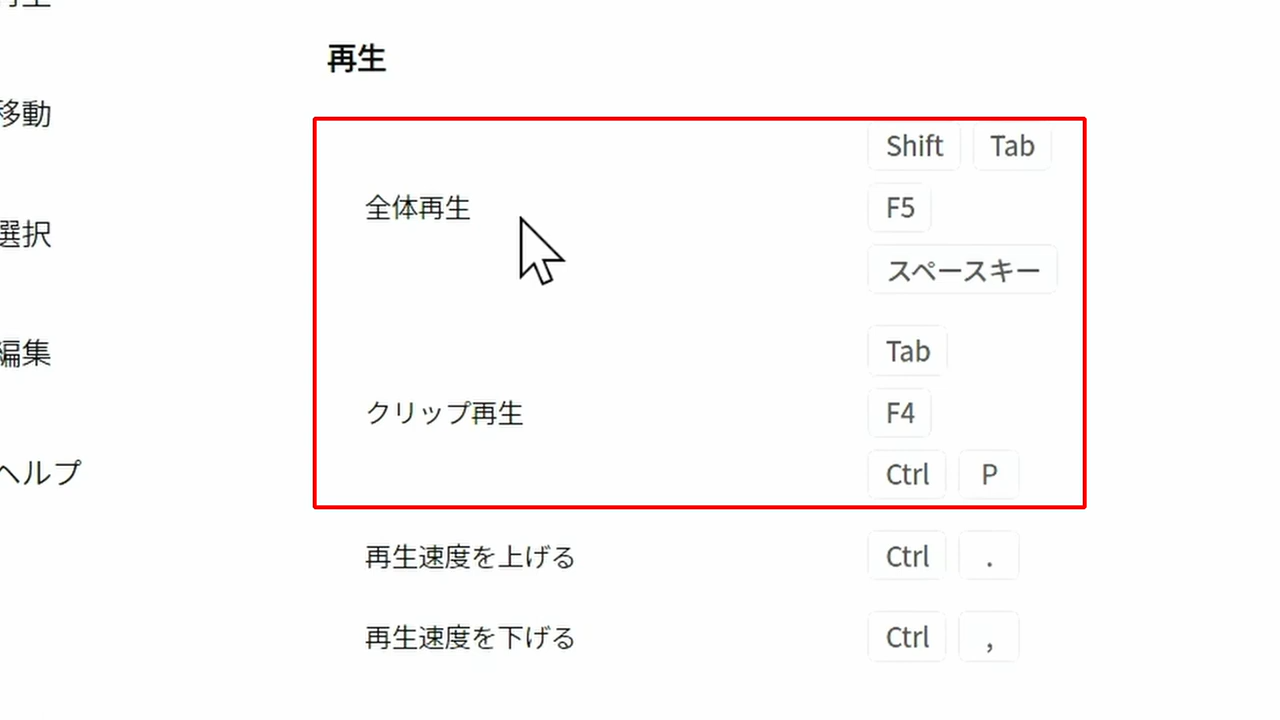 再生
移動
選択
編集
ヘルプ
再生
全体再生
Shift Tab
F5
スペースキー
クリップ再生
Tab
F4
Ctrl P
再生速度を上げる Ctrl .
再生速度を下げる Ctrl ,